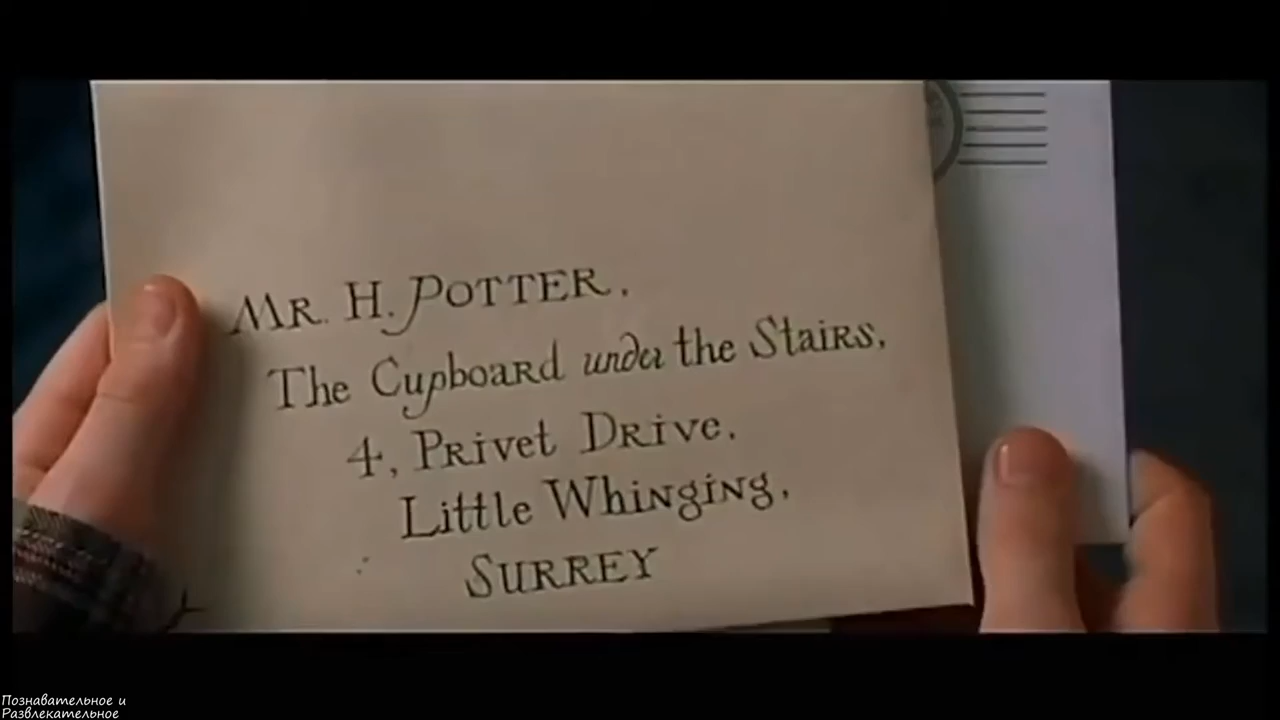 Mr. H. Potter,
The Cupboard under the Stairs,
4, Privet Drive,
Little Whinging,
Surrey
Познавательное и
Развлекательное